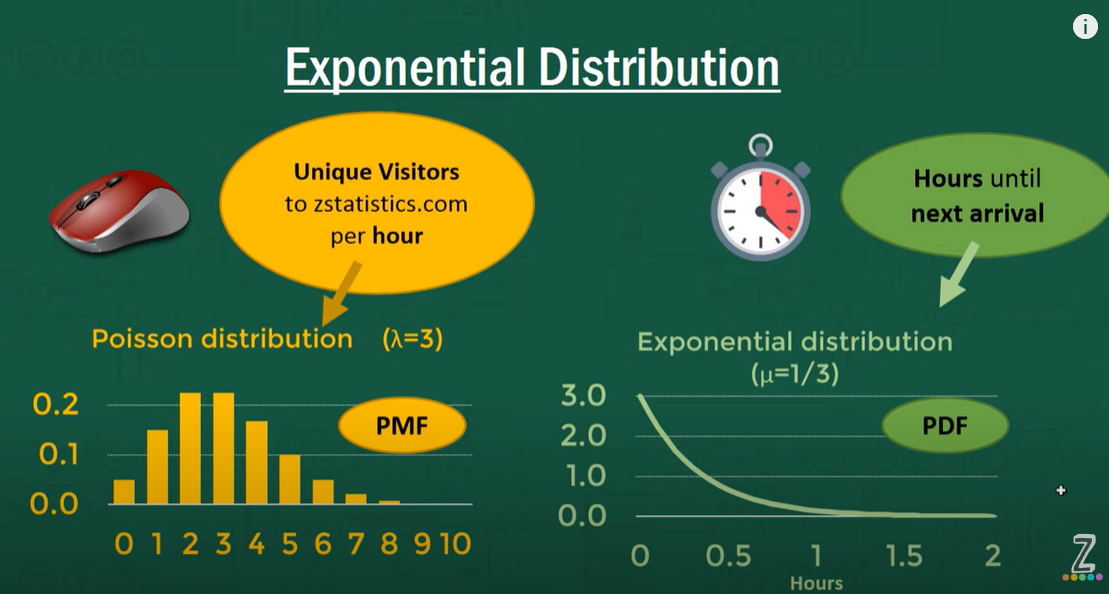 Exponential Distribution
i
Unique Visitors
to zstatistics.com
per hour
Hours until
next arrival
Poisson distribution (λ=3)
Exponential distribution
(μ=1/3)
PMF
0.2
0.1
0.0
0 1 2 3 4 5 6 7 8 9 10
PDF
3.0
2.0
1.0
0.0
0 0.5 1 1.5 2
Hours
Z